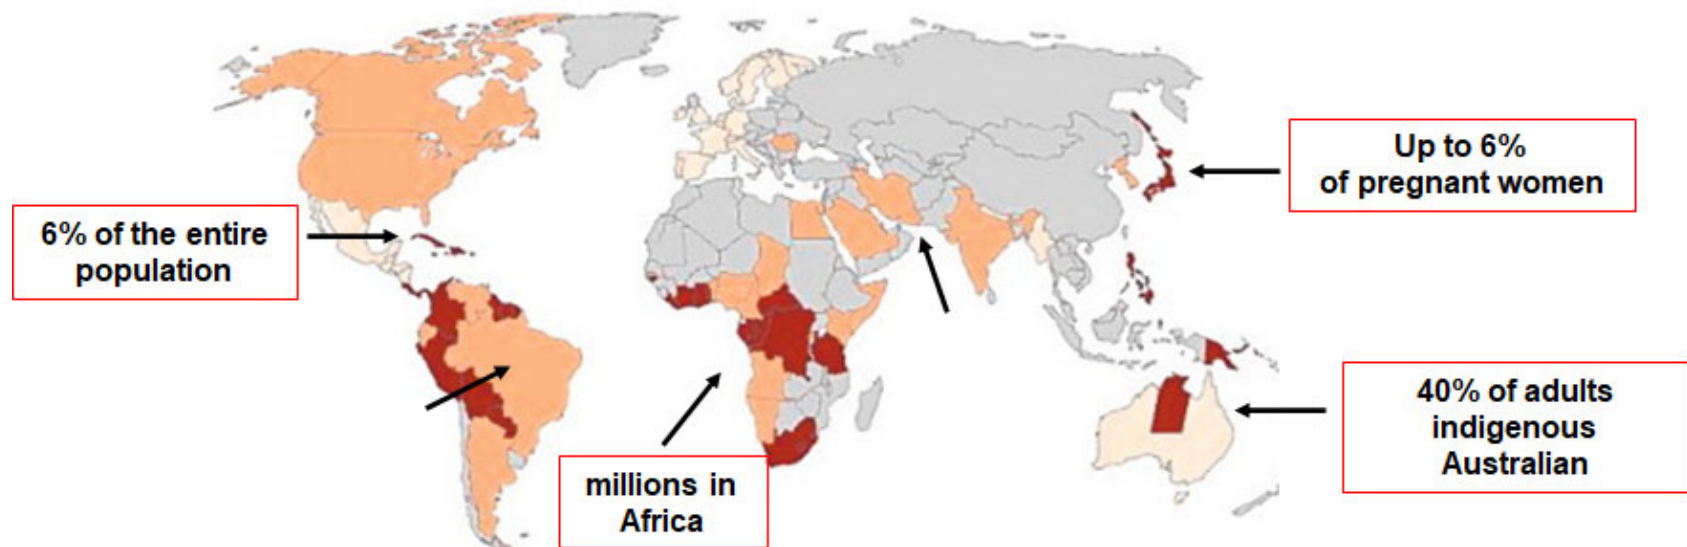 Up to 6%
of pregnant women
6% of the entire
population
40% of adults
indigenous
Australian
millions in
Africa